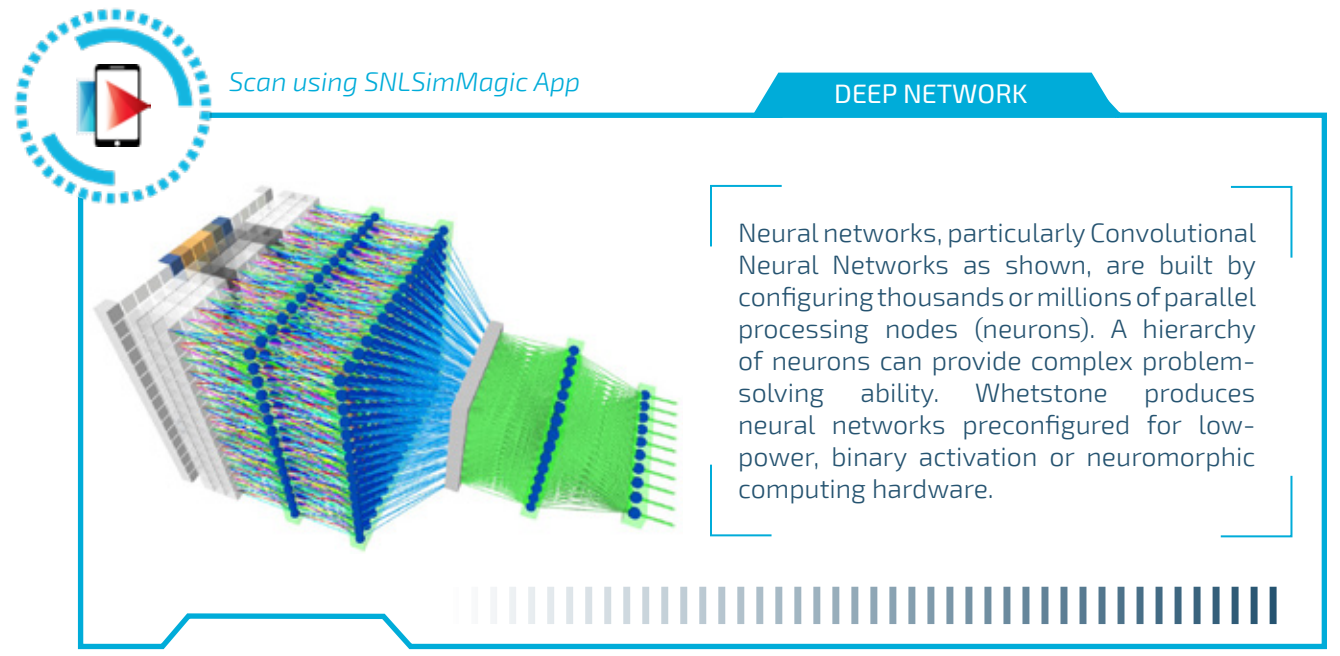 Scan using SNLSimMagic App
DEEP NETWORK
Neural networks, particularly Convolutional
Neural Networks as shown, are built by
configuring thousands or millions of parallel
processing nodes (neurons). A hierarchy
of neurons can provide complex problem-
solving ability. Whetstone produces
neural networks preconfigured for low-
power, binary activation or neuromorphic
computing hardware.